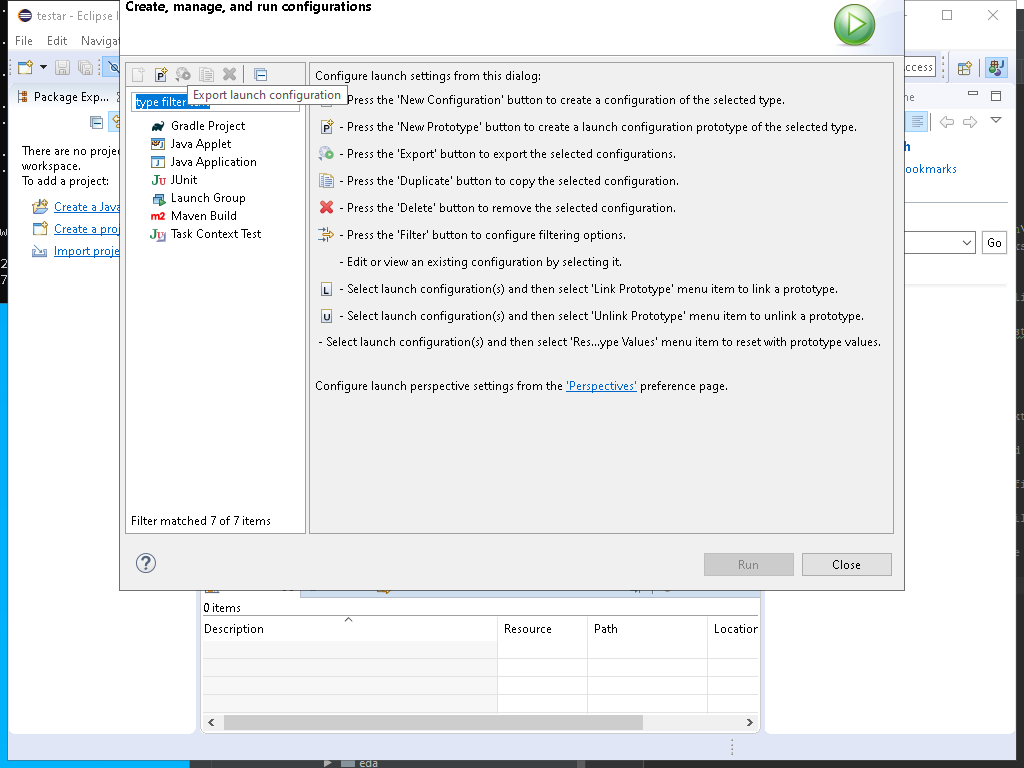 Create, manage, and run configurations
testar - Eclipse I
File Edit Navigat
Package Exp...
There are no proje
workspace.
To add a project:
Create a Java
Create a proj
Import proje
Export launch configuration
type filter
Gradle Project
Java Applet
Java Application
JUnit
Launch Group
Maven Build
Task Context Test
Filter matched 7 of 7 items
Configure launch settings from this dialog:
Press the 'New Configuration' button to create a configuration of the selected type.
- Press the 'New Prototype' button to create a launch configuration prototype of the selected type.
- Press the 'Export' button to export the selected configurations.
- Press the 'Duplicate' button to copy the selected configuration.
- Press the 'Delete' button to remove the selected configuration.
- Press the 'Filter' button to configure filtering options.
- Edit or view an existing configuration by selecting it.
- Select launch configuration(s) and then select 'Link Prototype' menu item to link a prototype.
- Select launch configuration(s) and then select 'Unlink Prototype' menu item to unlink a prototype.
- Select launch configuration(s) and then select 'Res...ype Values' menu item to reset with prototype values.
Configure launch perspective settings from the 'Perspectives' preference page.
Run
Close
ccess
ookmarks
Go
0 items
Description Resource Path Location
eda